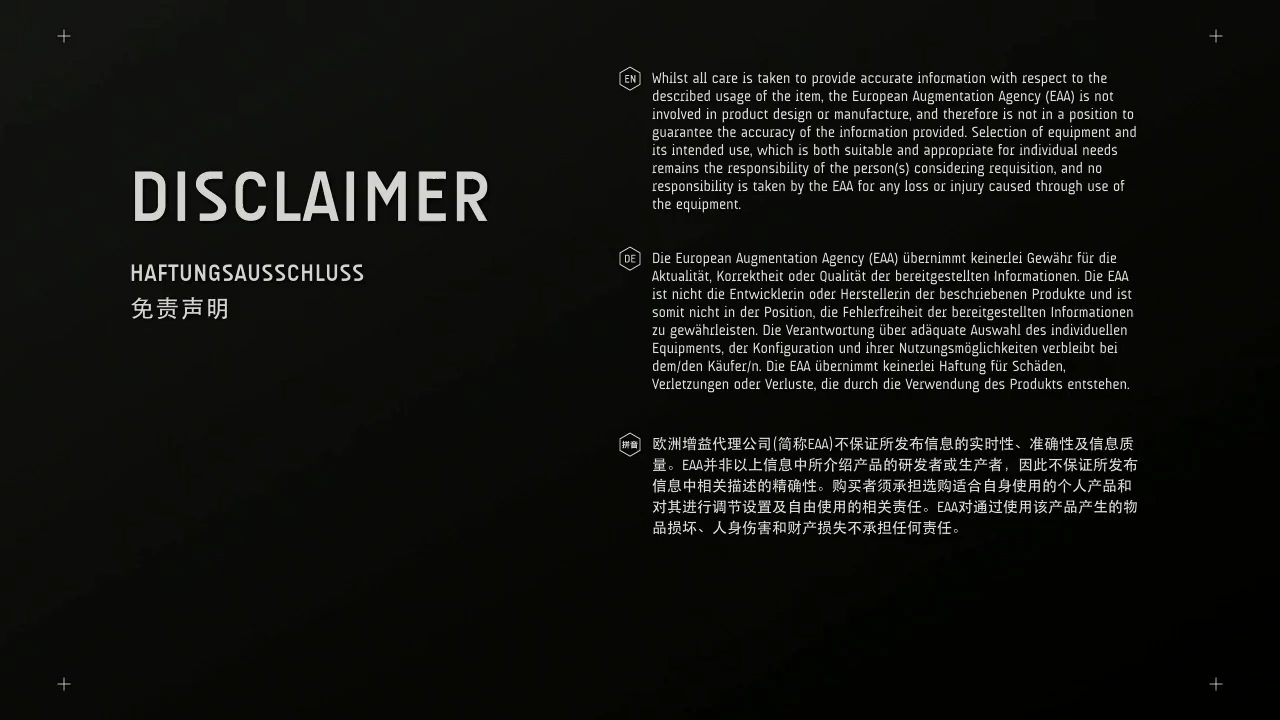 DISCLAIMER
HAFTUNGSAUSSCHLUSS
免责声明
EN
Whilst all care is taken to provide accurate information with respect to the
described usage of the item, the European Augmentation Agency (EAA) is not
involved in product design or manufacture, and therefore is not in a position to
guarantee the accuracy of the information provided. Selection of equipment and
its intended use, which is both suitable and appropriate for individual needs
remains the responsibility of the person(s) considering requisition, and no
responsibility is taken by the EAA for any loss or injury caused through use of
the equipment.
DE
Die European Augmentation Agency (EAA) übernimmt keinerlei Gewähr für die
Aktualität, Korrektheit oder Qualität der bereitgestellten Informationen. Die EAA
ist nicht die Entwicklerin oder Herstellerin der beschriebenen Produkte und ist
somit nicht in der Position, die Fehlerfreiheit der bereitgestellten Informationen
zu gewährleisten. Die Verantwortung über adäquate Auswahl des individuellen
Equipments, der Konfiguration und ihrer Nutzungsmöglichkeiten verbleibt bei
dem/den Käufer/n. Die EAA übernimmt keinerlei Haftung für Schäden,
Verletzungen oder Verluste, die durch die Verwendung des Produkts entstehen.
拼音
欧洲增益代理公司(简称EAA)不保证所发布信息的实时性、准确性及信息质
量。EAA并非以上信息中所介绍产品的研发者或生产者，因此不保证所发布
信息中相关描述的精确性。购买者须承担选购适合自身使用的个人产品和
对其进行调节设置及自由使用的相关责任。EAA对通过使用该产品产生的物
品损坏、人身伤害和财产损失不承担任何责任。